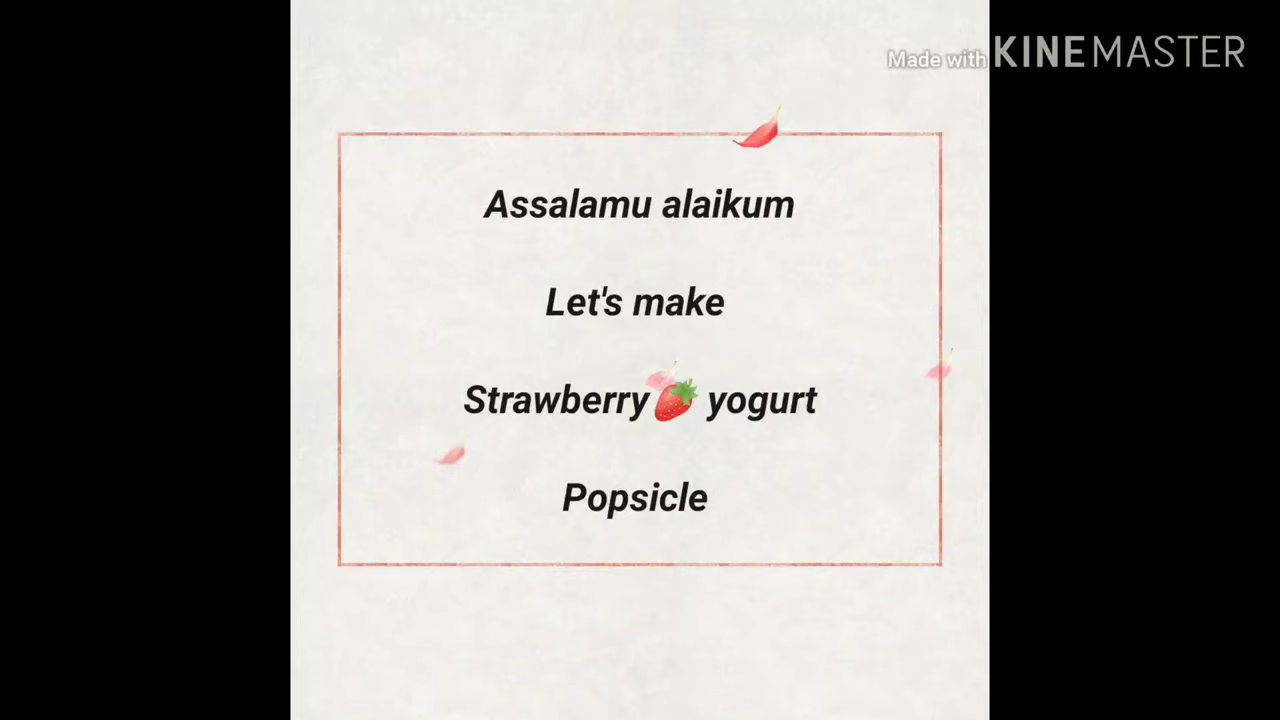 Made with KINEMASTER
Assalamu alaikum
Let's make
Strawberry🍓 yogurt
Popsicle